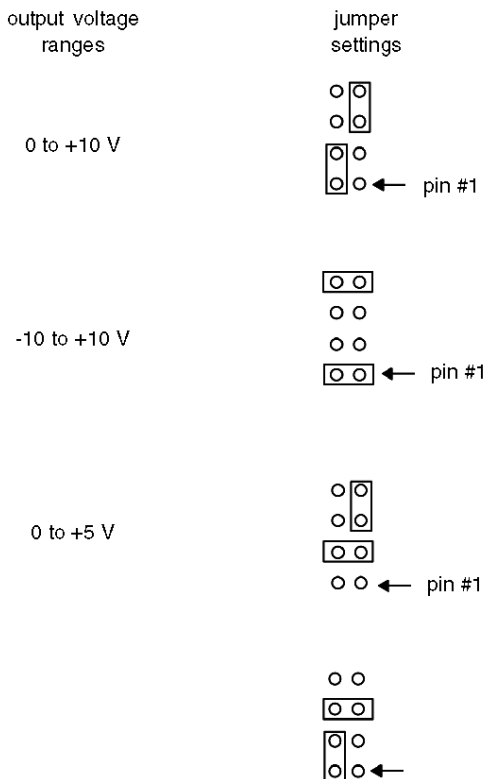 output voltage
ranges
jumper
settings
0 to +10 V
pin #1
-10 to +10 V
pin #1
0 to +5 V
pin #1